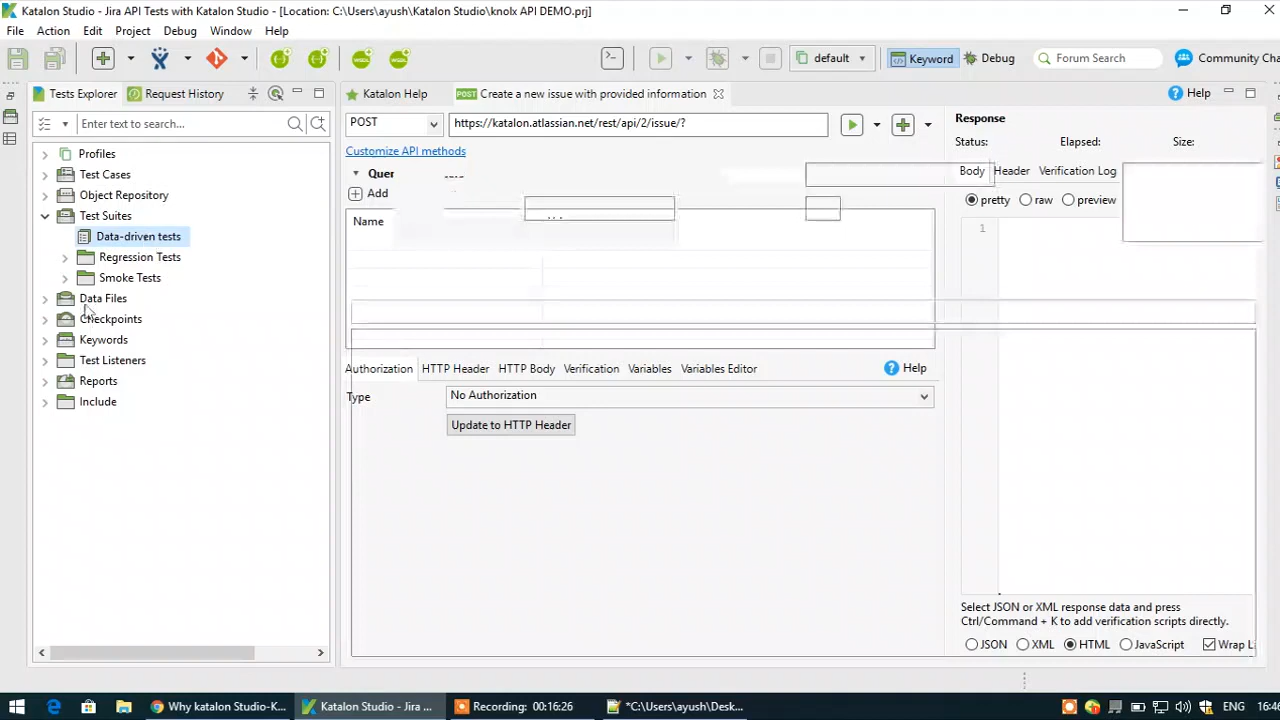 Katalon Studio - Jira API Tests with Katalon Studio - [Location: C:\Users\ayush\Katalon Studio\knolx API DEMO.prj]
File Action Edit Project Debug Window Help
default Keyword Debug Forum Search Community Cha
Tests Explorer Request History
Katalon Help POST Create a new issue with provided information Help
Enter text to search...
POST https://katalon.atlassian.net/rest/api/2/issue/?
Customize API methods
Add
Name
Profiles
Test Cases
Object Repository
Test Suites
Data-driven tests
Regression Tests
Smoke Tests
Data Files
Checkpoints
Keywords
Test Listeners
Reports
Include
Authorization HTTP Header HTTP Body Verification Variables Variables Editor Help
Type No Authorization
Update to HTTP Header
Response
Status: Elapsed: Size:
Body Header Verification Log
pretty raw preview
1
Select JSON or XML response data and press
Ctrl/Command + K to add verification scripts directly.
JSON XML HTML JavaScript Wrap Li
Why katalon Studio-K... Katalon Studio - Jira ... Recording: 00:16:26 *C:\Users\ayush\Desk... ENG